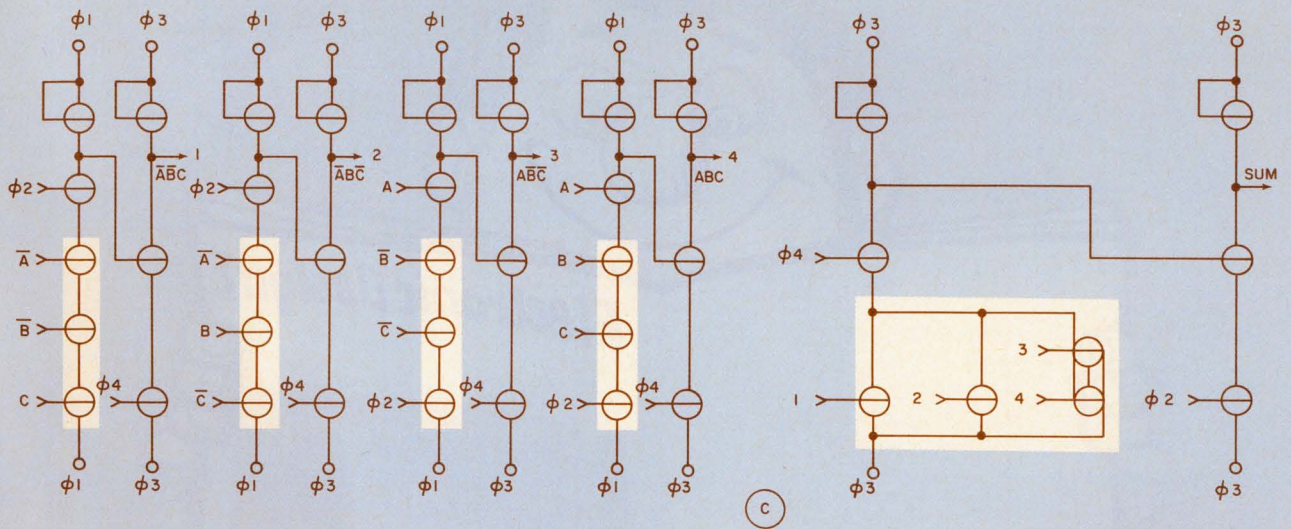 ϕ1 ϕ3 ϕ1 ϕ3 ϕ1 ϕ3 ϕ1 ϕ3 ϕ3 ϕ3
1 2 3 4
A̅B̅C A̅BC̅ AB̅C̅ ABC SUM
ϕ2 ϕ2 A A
A̅ A̅ B̅ B ϕ4
B̅ B C̅ C 3
C ϕ4 C̅ ϕ4 ϕ2 ϕ4 ϕ2 ϕ4 1 2 4 ϕ2
ϕ1 ϕ3 ϕ1 ϕ3 ϕ1 ϕ3 ϕ1 ϕ3 ϕ3 ϕ3
C